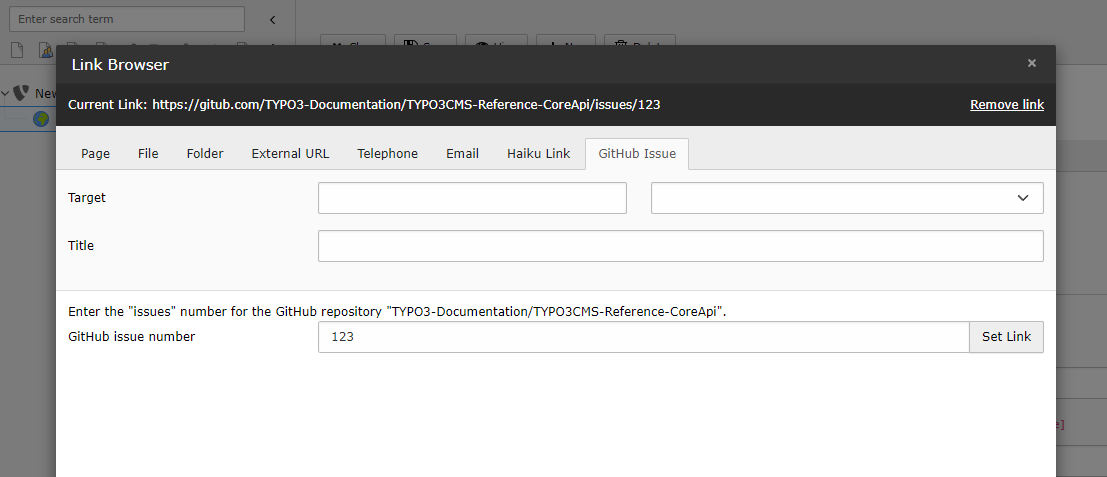 Enter search term
Link Browser
Current Link: https://gitub.com/TYPO3-Documentation/TYPO3CMS-Reference-CoreApi/issues/123
Remove link
New
Page File Folder External URL Telephone Email Haiku Link GitHub Issue
Target
Title
Enter the "issues" number for the GitHub repository "TYPO3-Documentation/TYPO3CMS-Reference-CoreApi".
GitHub issue number 123 Set Link